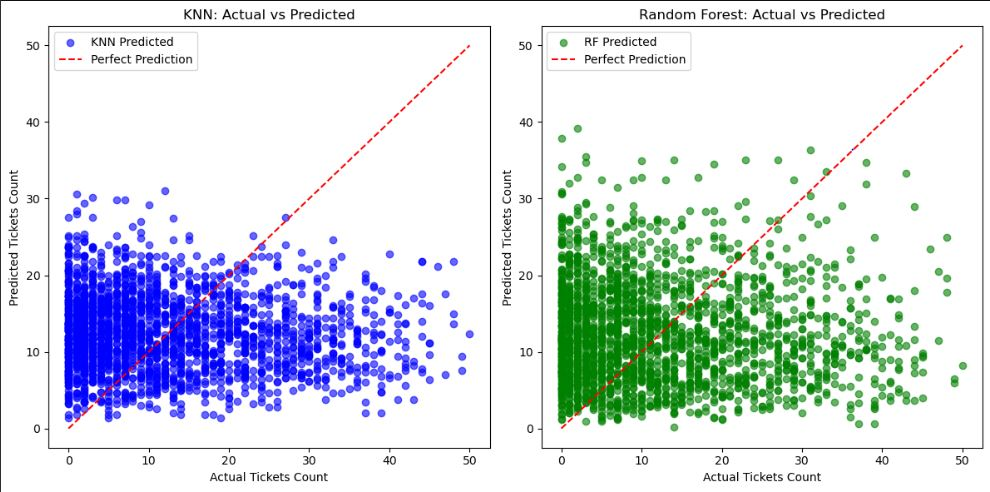 KNN: Actual vs Predicted
KNN Predicted
Perfect Prediction
50
40
30
20
10
0
Predicted Tickets Count
0 10 20 30 40 50
Actual Tickets Count
Random Forest: Actual vs Predicted
RF Predicted
Perfect Prediction
50
40
30
20
10
0
Predicted Tickets Count
0 10 20 30 40 50
Actual Tickets Count